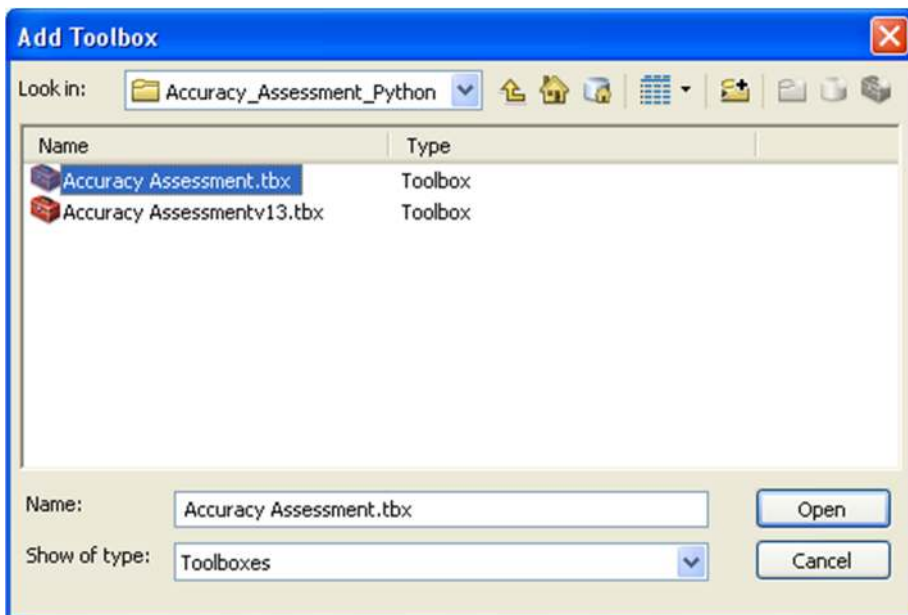 Add Toolbox
Look in: Accuracy_Assessment_Python
Name Type
Accuracy Assessment.tbx Toolbox
Accuracy Assessmentv13.tbx Toolbox
Name: Accuracy Assessment.tbx Open
Show of type: Toolboxes Cancel